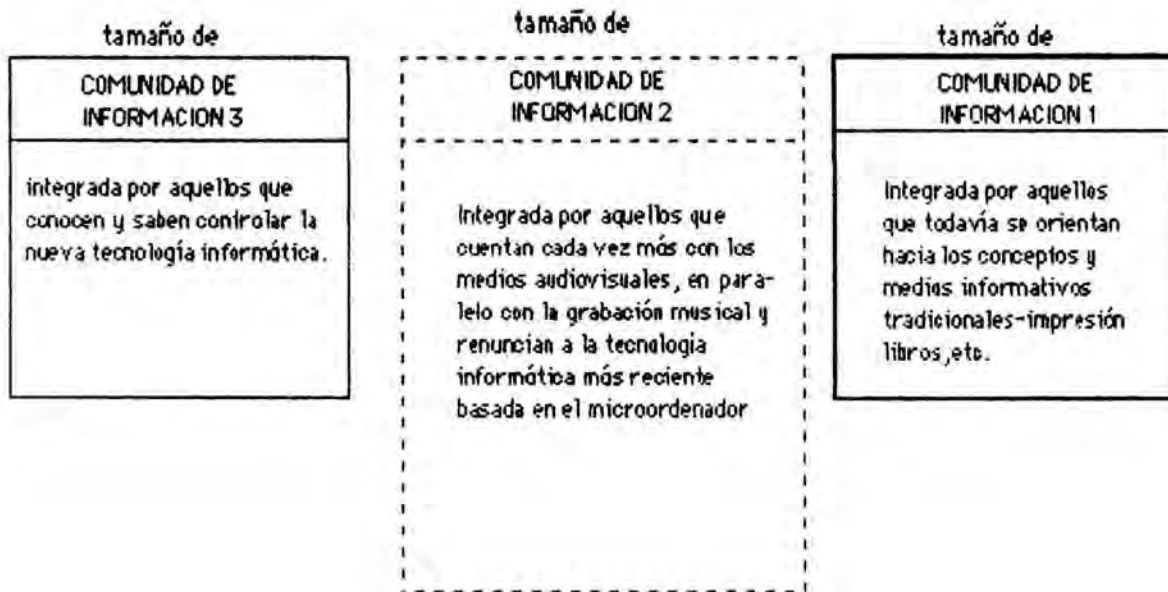 tamaño de
COMUNIDAD DE
INFORMACION 3
integrada por aquellos que
conocen y saben controlar la
nueva tecnología informática.
tamaño de
COMUNIDAD DE
INFORMACION 2
Integrada por aquellos que
cuentan cada vez más con los
medios audiovisuales, en para-
lelo con la grabación musical y
renuncian a la tecnología
informática más reciente
basada en el microordenador
tamaño de
COMUNIDAD DE
INFORMACION 1
Integrada por aquellos
que todavía se orientan
hacia los conceptos y
medios informativos
tradicionales-impresión
libros,etc.